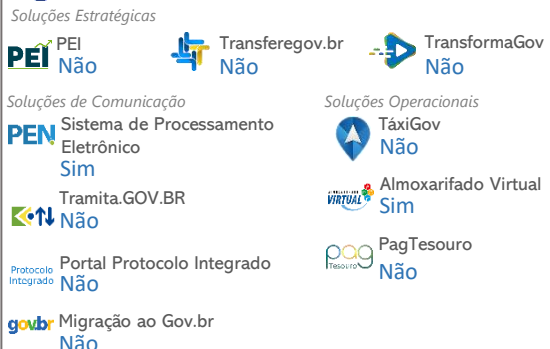 Soluções Estratégicas
PEI PEI
Não
Transferegov.br
Não
TransformaGov
Não
Soluções de Comunicação
PEN Sistema de Processamento
Eletrônico
Sim
Tramita.GOV.BR
Não
Protocolo
Integrado
Portal Protocolo Integrado
Não
gov.br Migração ao Gov.br
Não
Soluções Operacionais
TáxiGov
Não
VIRTUAL Almoxarifado Virtual
Sim
pag
Tesouro
PagTesouro
Não